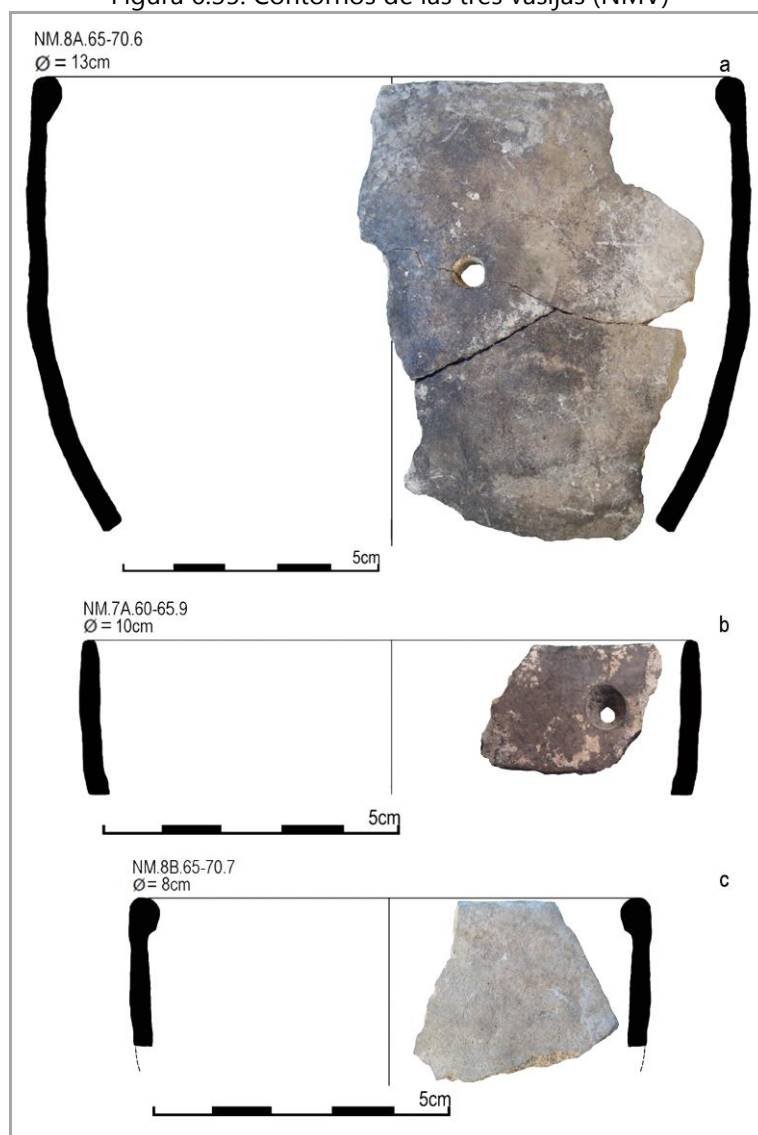 Figura 6.55. Contornos de las tres vasijas (NMV)
NM.8A.65-70.6
Ø = 13cm
a
5cm
NM.7A.60-65.9
Ø = 10cm
b
5cm
NM.8B.65-70.7
Ø = 8cm
c
5cm